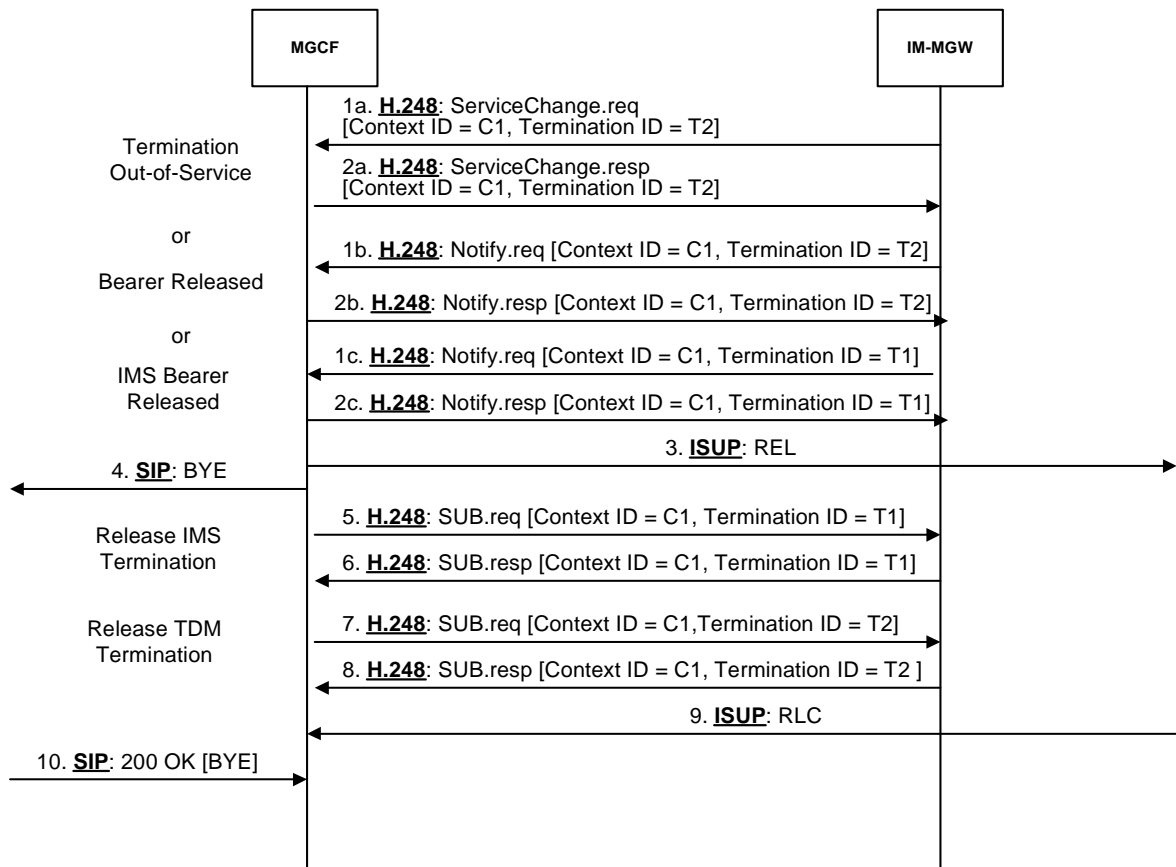 MGCF
IM-MGW
1a. H.248: ServiceChange.req
[Context ID = C1, Termination ID = T2]
Termination
Out-of-Service
2a. H.248: ServiceChange.resp
[Context ID = C1, Termination ID = T2]
or
1b. H.248: Notify.req [Context ID = C1, Termination ID = T2]
Bearer Released
2b. H.248: Notify.resp [Context ID = C1, Termination ID = T2]
or
1c. H.248: Notify.req [Context ID = C1, Termination ID = T1]
IMS Bearer
Released
2c. H.248: Notify.resp [Context ID = C1, Termination ID = T1]
3. ISUP: REL
4. SIP: BYE
5. H.248: SUB.req [Context ID = C1, Termination ID = T1]
Release IMS
Termination
6. H.248: SUB.resp [Context ID = C1, Termination ID = T1]
7. H.248: SUB.req [Context ID = C1,Termination ID = T2]
Release TDM
Termination
8. H.248: SUB.resp [Context ID = C1, Termination ID = T2 ]
9. ISUP: RLC
10. SIP: 200 OK [BYE]